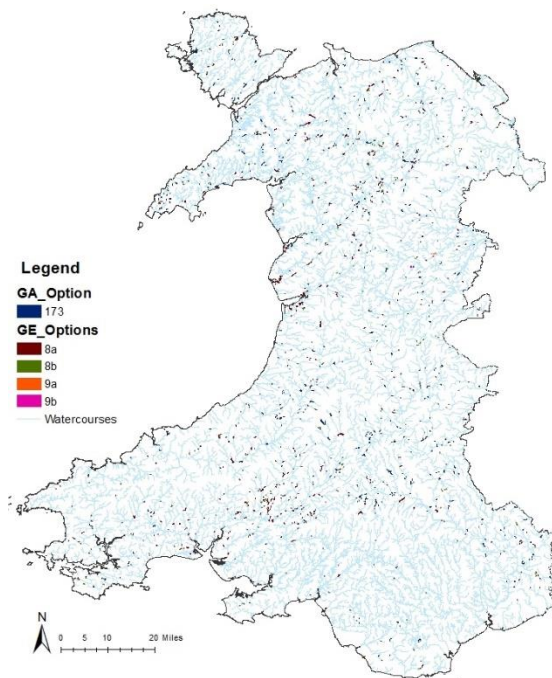 Legend
GA_Option
173
GE_Options
8a
8b
9a
9b
Watercourses
N
0 5 10 20 Miles